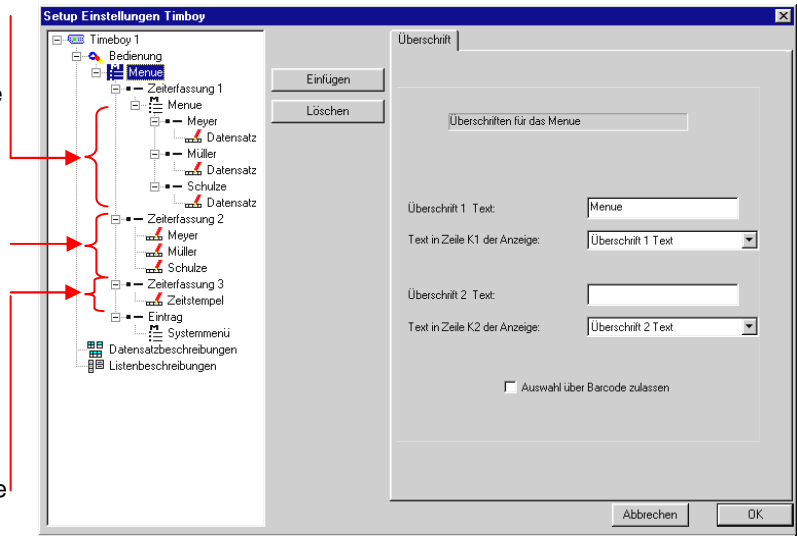 Setup Einstellungen Timboy
Timeboy 1
Bedienung
Menue
Zeiterfassung 1
Menue
Meyer
Datensatz
Müller
Datensatz
Schulze
Datensatz
Zeiterfassung 2
Meyer
Müller
Schulze
Zeiterfassung 3
Zeitstempel
Eintrag
Systemmenü
Datensatzbeschreibungen
Listenbeschreibungen
Einfügen
Löschen
Überschrift
Überschriften für das Menue
Überschrift 1 Text: Menue
Text in Zeile K1 der Anzeige: Überschrift 1 Text
Überschrift 2 Text:
Text in Zeile K2 der Anzeige: Überschrift 2 Text
Auswahl über Barcode zulassen
Abbrechen OK